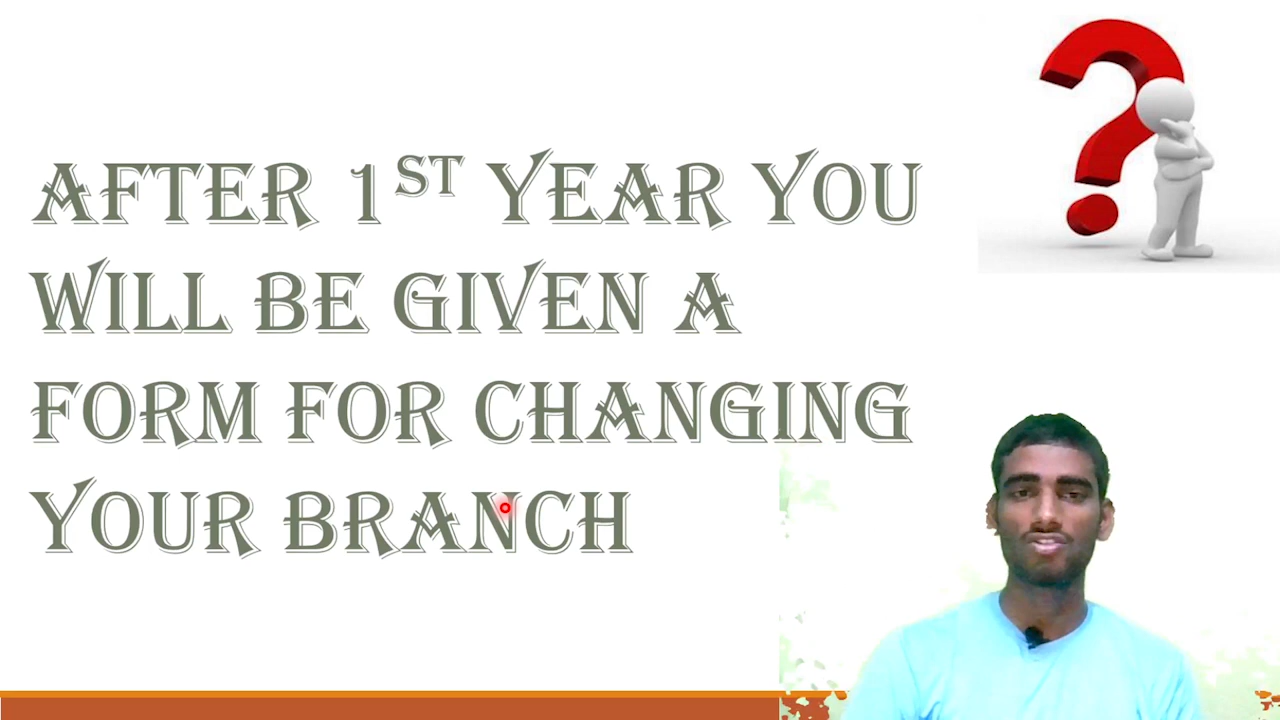 AFTER 1ST YEAR YOU
WILL BE GIVEN A
FORM FOR CHANGING
YOUR BRANCH